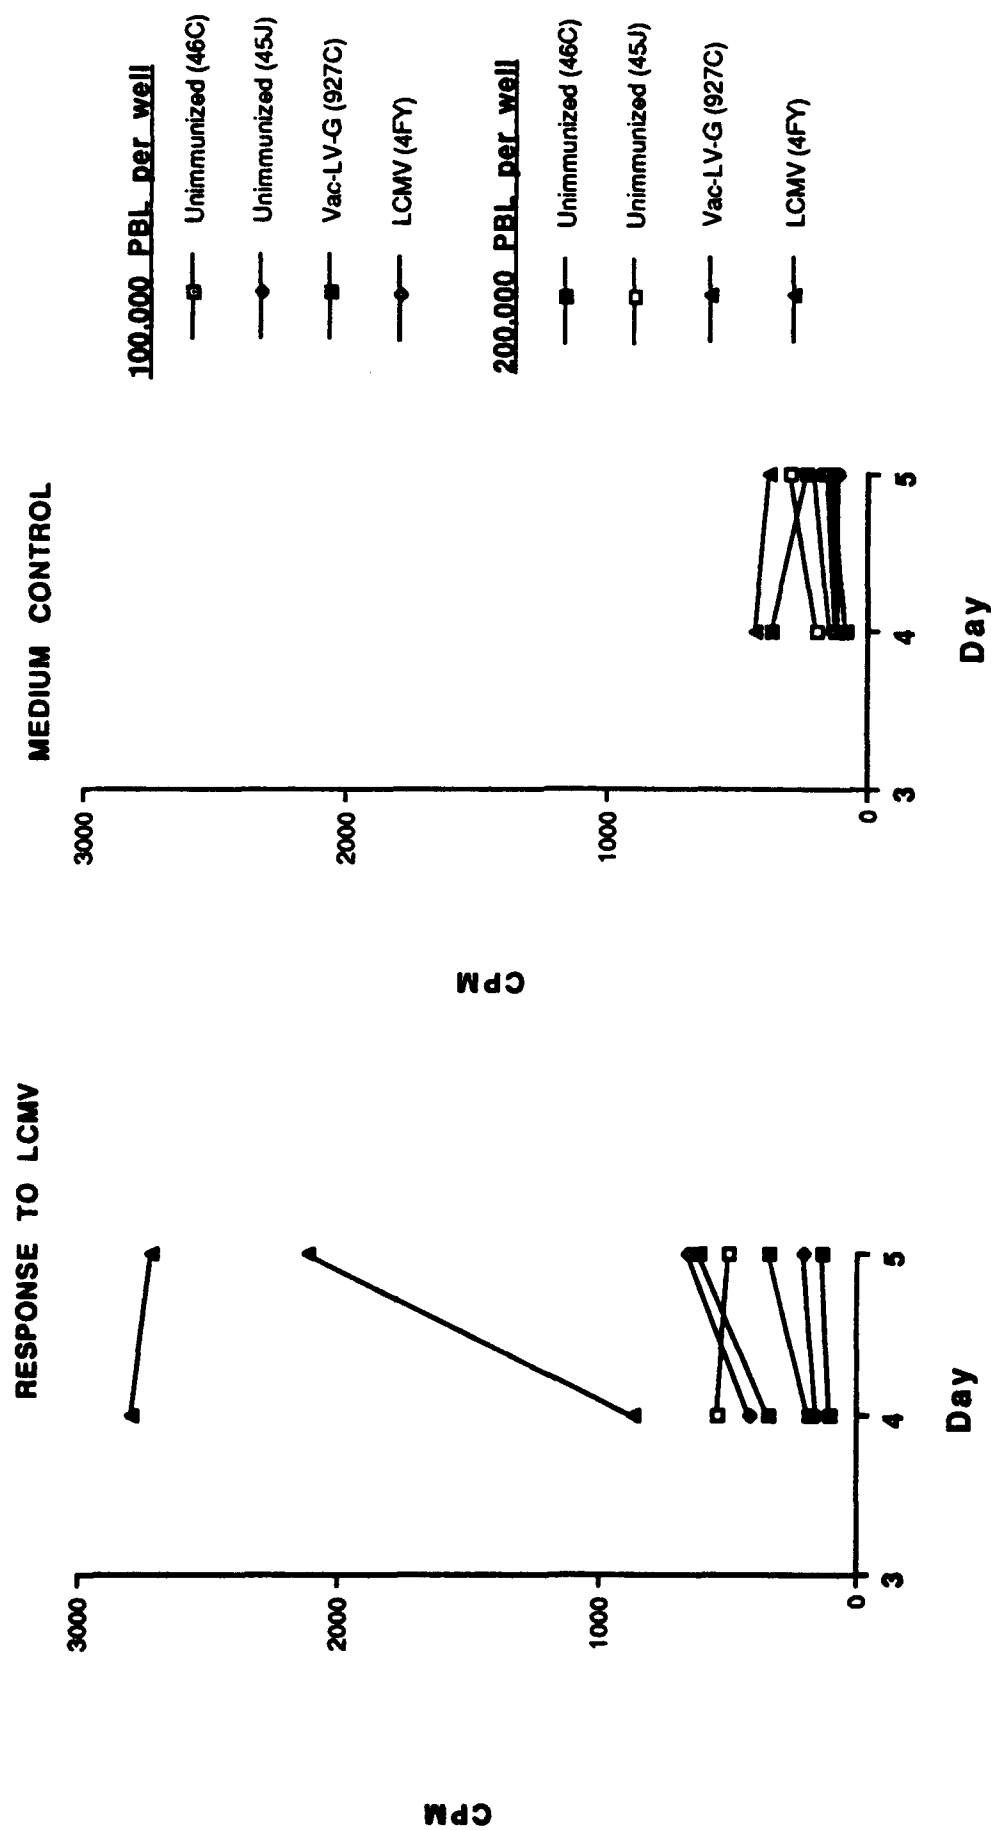 RESPONSE TO LCMV
3000
2000
1000
0
3
4
5
CPM
Day
MEDIUM CONTROL
3000
2000
1000
0
3
4
5
CPM
Day
100,000 PBL per well
Unimmunized (46C)
Unimmunized (45J)
Vac-LV-G (927C)
LCMV (4FY)
200,000 PBL per well
Unimmunized (46C)
Unimmunized (45J)
Vac-LV-G (927C)
LCMV (4FY)